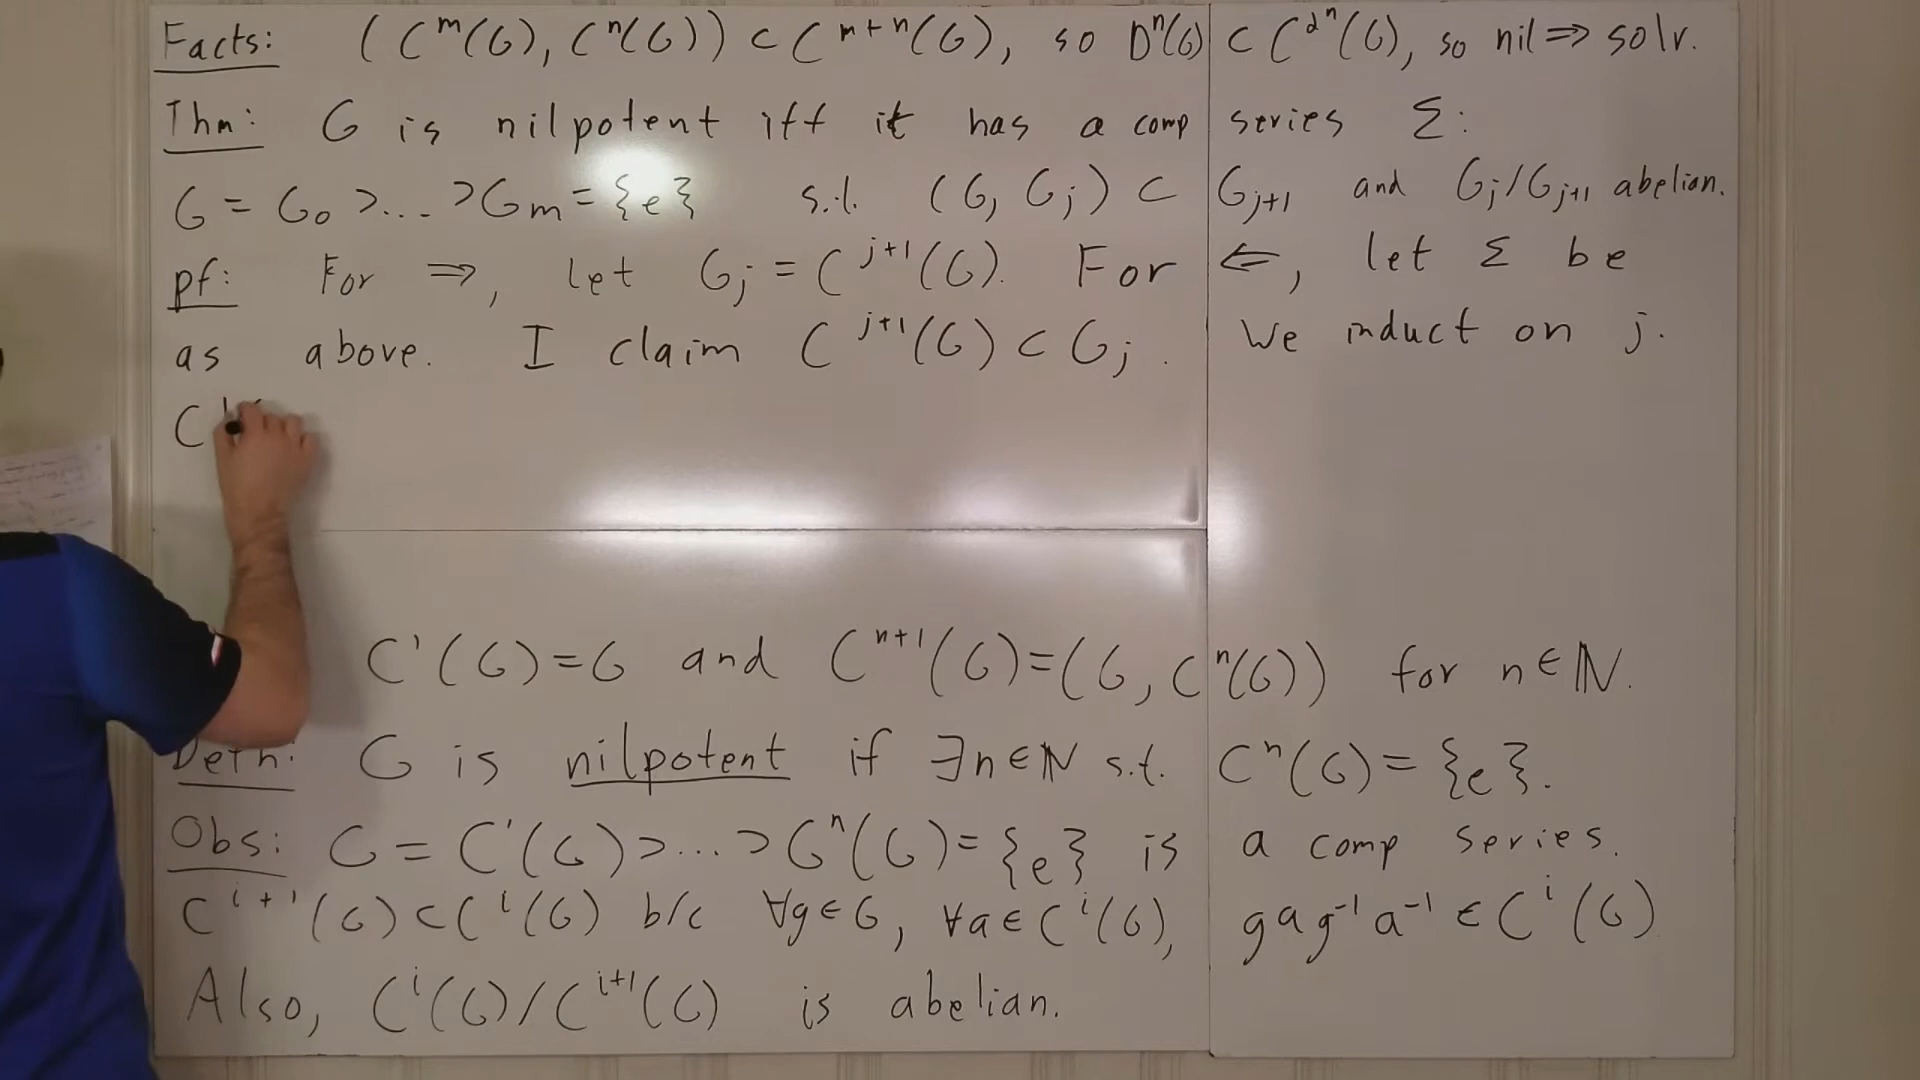 Facts: (C^m(G), C^n(G)) ⊂ C^{m+n}(G), so D^n(G) ⊂ C^{2^n}(G), so nil ⇒ solv.
Thm: G is nilpotent iff it has a comp series Σ:
G = G_0 ⊃ ... ⊃ G_m = {e} s.t. (G, G_j) ⊂ G_{j+1} and G_j/G_{j+1} abelian.
pf: For ⇒, let G_j = C^{j+1}(G). For ⇐, let Σ be
as above. I claim C^{j+1}(G) ⊂ G_j. We induct on j.
C
C^1(G) = G and C^{n+1}(G) = (G, C^n(G)) for n ∈ ℕ.
Defn: G is nilpotent if ∃n ∈ ℕ s.t. C^n(G) = {e}.
Obs: G = C^1(G) ⊃ ... ⊃ G^n(G) = {e} is a comp series.
C^{i+1}(G) ⊂ C^i(G) b/c ∀g ∈ G, ∀a ∈ C^i(G), gag^{-1}a^{-1} ∈ C^i(G)
Also, C^i(G)/C^{i+1}(G) is abelian.